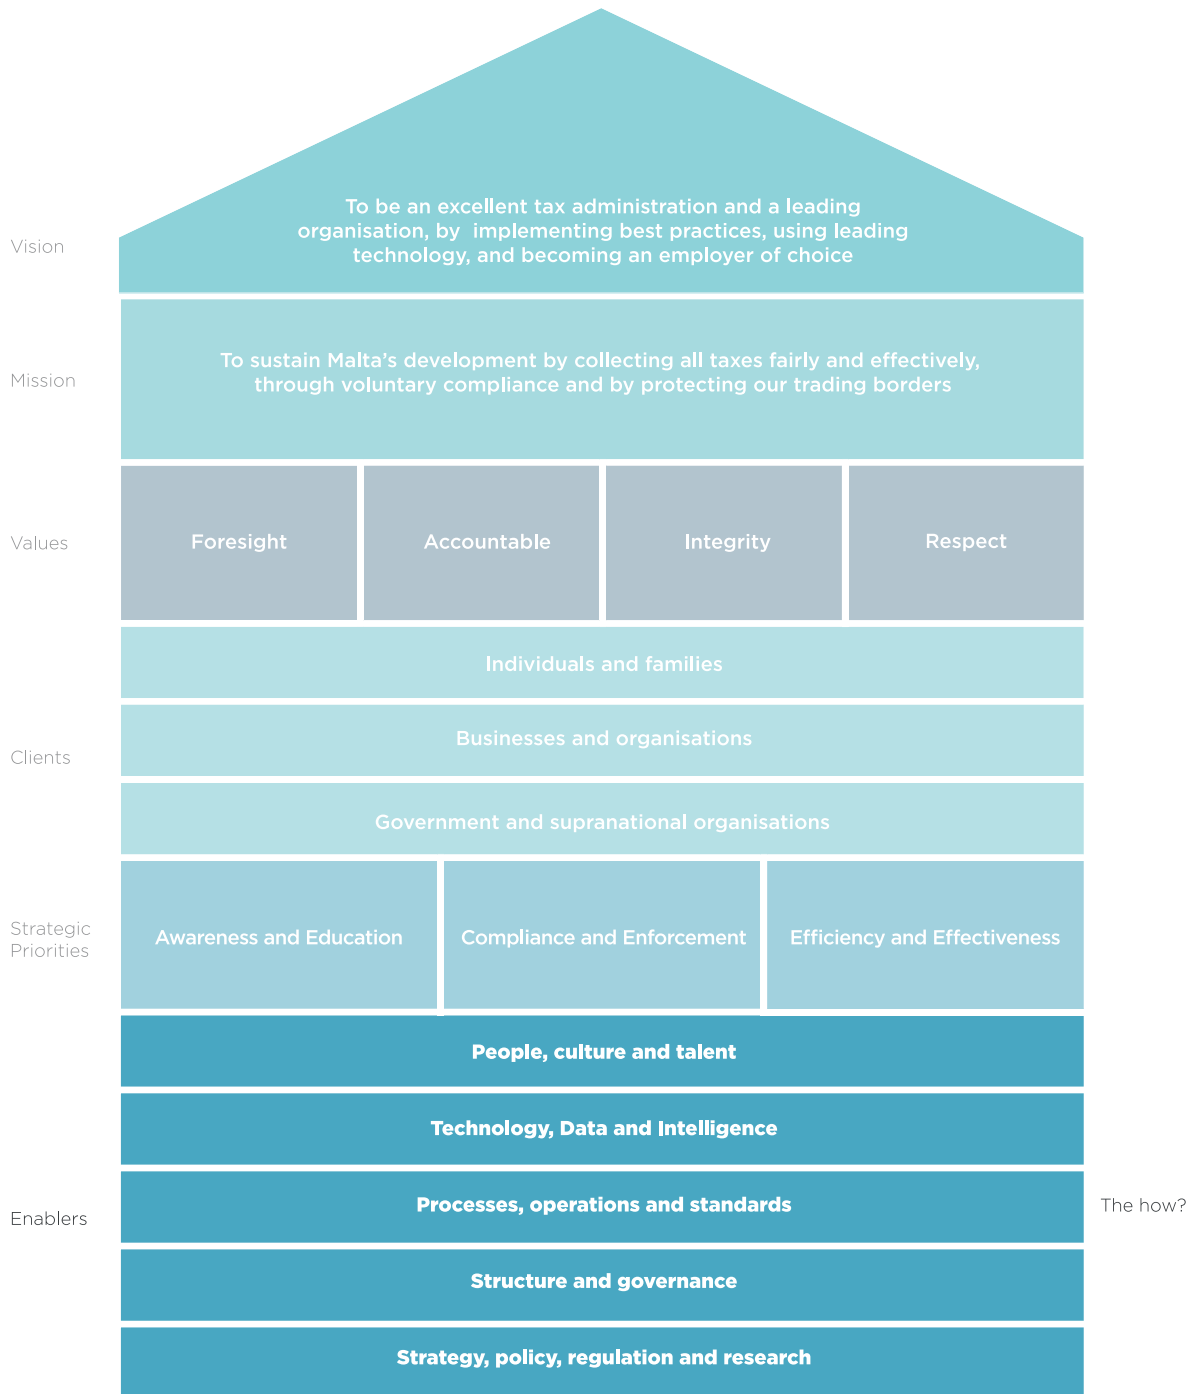 To be an excellent tax administration and a leading
organisation, by implementing best practices, using leading
technology, and becoming an employer of choice
Vision
To sustain Malta's development by collecting all taxes fairly and effectively,
through voluntary compliance and by protecting our trading borders
Mission
Values
Foresight
Accountable
Integrity
Respect
Individuals and families
Businesses and organisations
Clients
Government and supranational organisations
Strategic
Priorities
Awareness and Education
Compliance and Enforcement
Efficiency and Effectiveness
People, culture and talent
Technology, Data and Intelligence
Processes, operations and standards
Enablers
The how?
Structure and governance
Strategy, policy, regulation and research